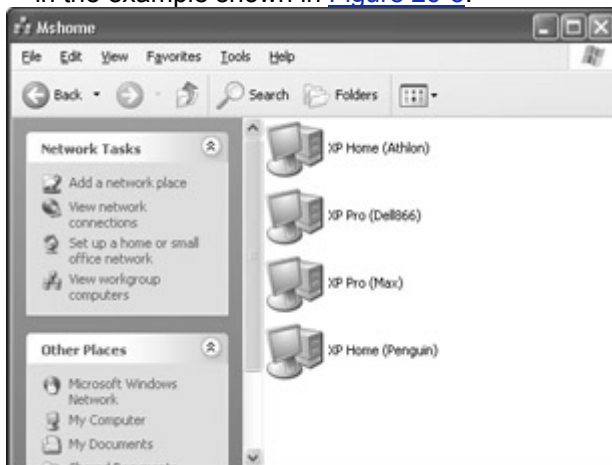 in the example shown in Figure 20-3.
Mshome
File Edit View Favorites Tools Help
Back Search Folders
Network Tasks
Add a network place
View network
connections
Set up a home or small
office network
View workgroup
computers
Other Places
Microsoft Windows
Network
My Computer
My Documents
XP Home (Athlon)
XP Pro (Dell866)
XP Pro (Max)
XP Home (Penguin)